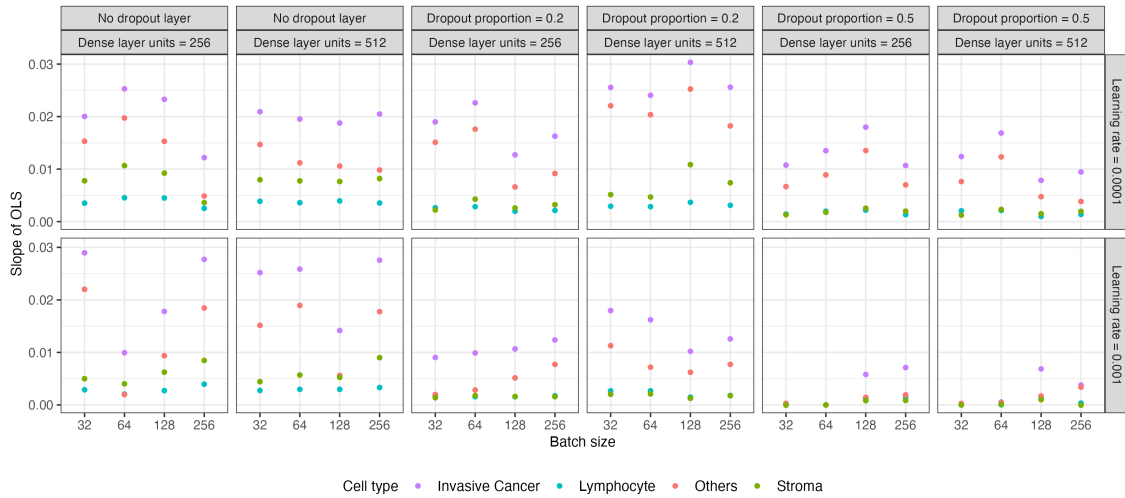 No dropout layer
No dropout layer
Dropout proportion = 0.2
Dropout proportion = 0.2
Dropout proportion = 0.5
Dropout proportion = 0.5
Dense layer units = 256
Dense layer units = 512
Dense layer units = 256
Dense layer units = 512
Dense layer units = 256
Dense layer units = 512
0.03
0.02
0.01
0.00
Learning rate = 0.0001
Slope of OLS
0.03
0.02
0.01
0.00
Learning rate = 0.001
32 64 128 256
32 64 128 256
32 64 128 256
32 64 128 256
32 64 128 256
32 64 128 256
Batch size
Cell type Invasive Cancer Lymphocyte Others Stroma